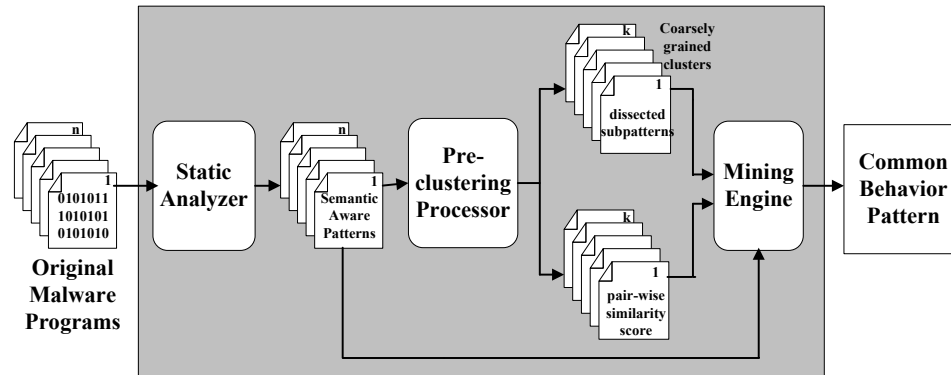 n
1
0101011
1010101
0101010
Original
Malware
Programs
Static
Analyzer
n
1
Semantic
Aware
Patterns
Pre-
clustering
Processor
k
Coarsely
grained
clusters
1
dissected
subpatterns
k
1
pair-wise
similarity
score
Mining
Engine
Common
Behavior
Pattern